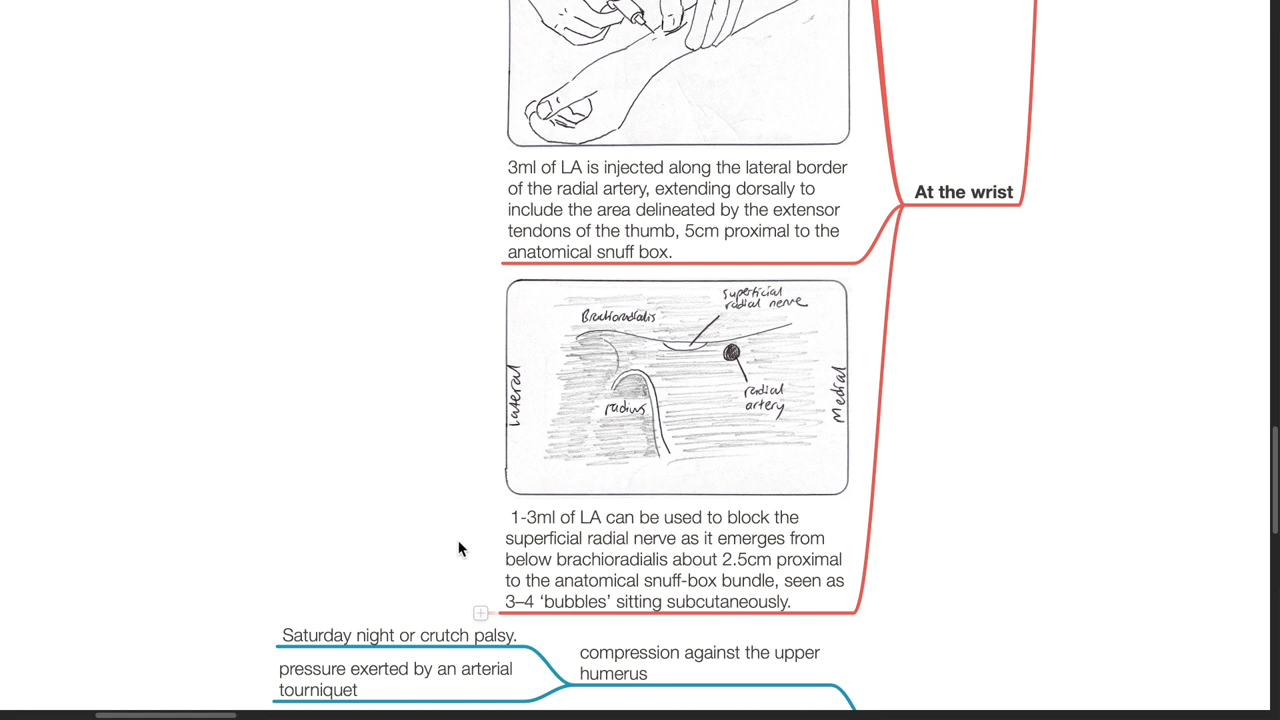 At the wrist
3ml of LA is injected along the lateral border
of the radial artery, extending dorsally to
include the area delineated by the extensor
tendons of the thumb, 5cm proximal to the
anatomical snuff box.
superficial
radial nerve
Brachioradialis
lateral
radius
radial
artery
Medial
1-3ml of LA can be used to block the
superficial radial nerve as it emerges from
below brachioradialis about 2.5cm proximal
to the anatomical snuff-box bundle, seen as
3–4 ‘bubbles’ sitting subcutaneously.
Saturday night or crutch palsy.
pressure exerted by an arterial
tourniquet
compression against the upper
humerus